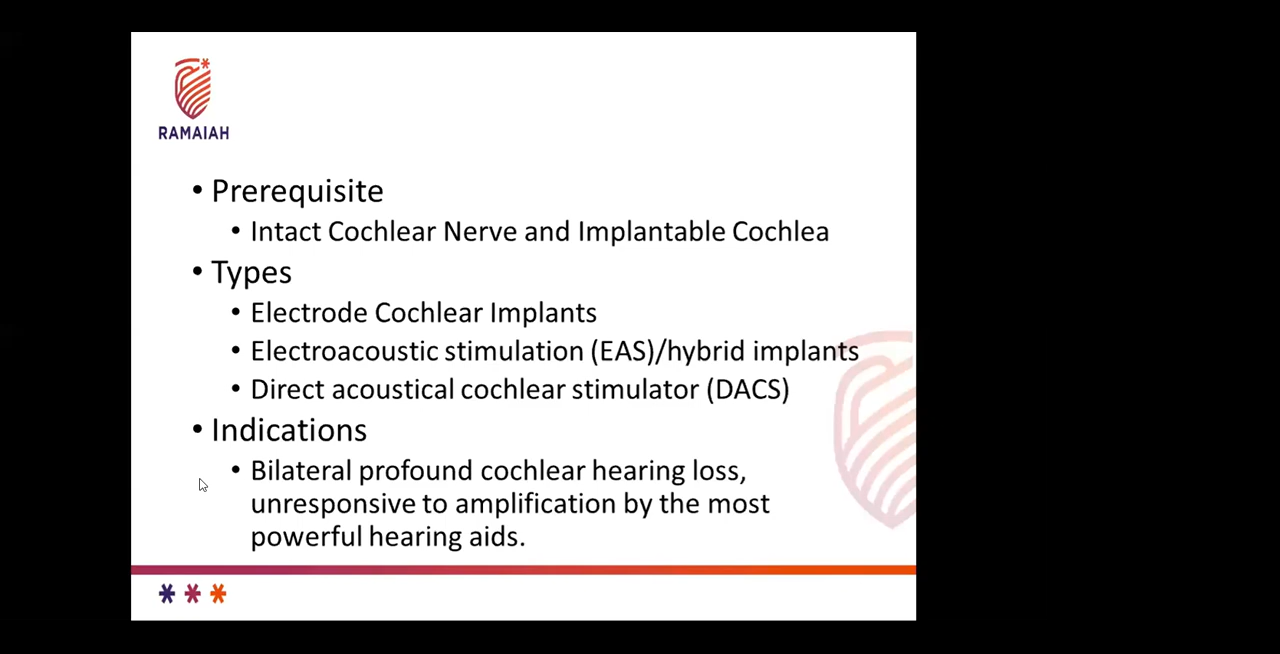 RAMAIAH
• Prerequisite
• Intact Cochlear Nerve and Implantable Cochlea
• Types
• Electrode Cochlear Implants
• Electroacoustic stimulation (EAS)/hybrid implants
• Direct acoustical cochlear stimulator (DACS)
• Indications
• Bilateral profound cochlear hearing loss,
unresponsive to amplification by the most
powerful hearing aids.